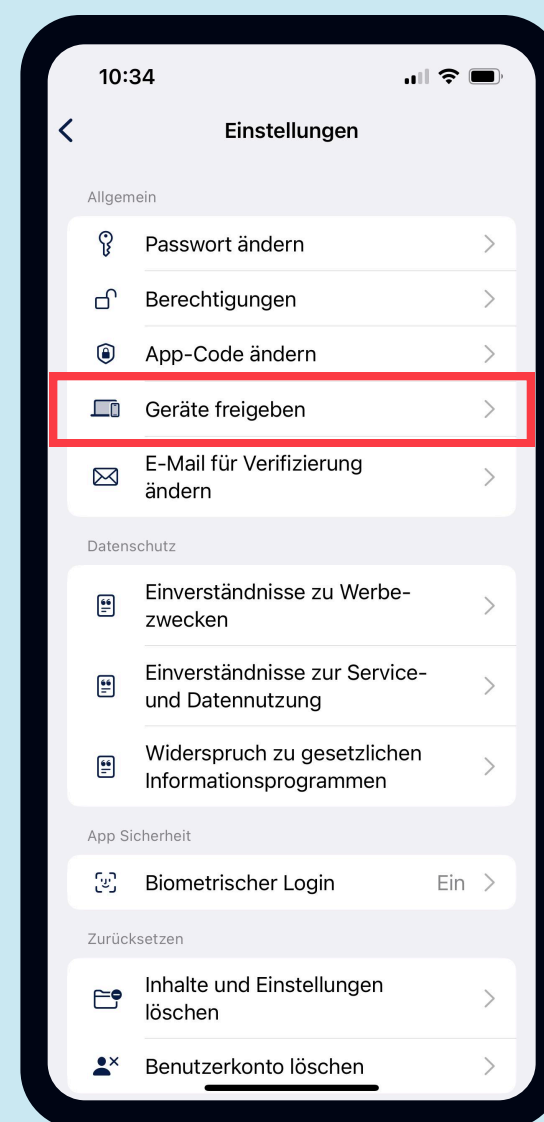 10:34
Einstellungen
Allgemein
Passwort ändern
Berechtigungen
App-Code ändern
Geräte freigeben
E-Mail für Verifizierung
ändern
Datenschutz
Einverständnisse zu Werbe-
zwecken
Einverständnisse zur Service-
und Datennutzung
Widerspruch zu gesetzlichen
Informationsprogrammen
App Sicherheit
Biometrischer Login Ein
Zurücksetzen
Inhalte und Einstellungen
löschen
Benutzerkonto löschen